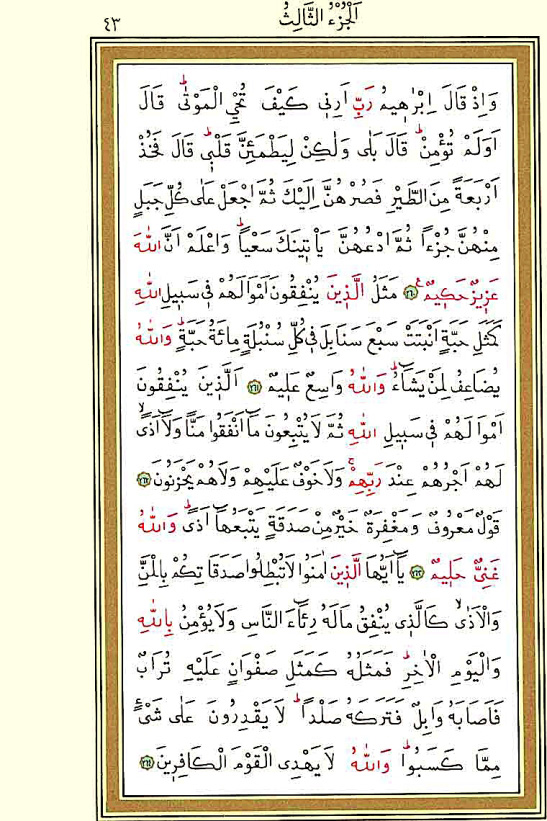 ٤٣ اَلْجُزْءُ الثَّالِثُ
وَاِذْ قَالَ اِبْرٰهٖيمُ رَبِّ اَرِنٖى كَيْفَ تُحْيِ الْمَوْتٰىؕ قَالَ
اَوَلَمْ تُؤْمِنْؕ قَالَ بَلٰى وَلٰكِنْ لِيَطْمَئِنَّ قَلْبٖىؕ قَالَ فَخُذْ
اَرْبَعَةً مِنَ الطَّيْرِ فَصُرْهُنَّ اِلَيْكَ ثُمَّ اجْعَلْ عَلٰى كُلِّ جَبَلٍ
مِنْهُنَّ جُزْءًا ثُمَّ ادْعُهُنَّ يَاْتٖينَكَ سَعْيًاؕ وَاعْلَمْ اَنَّ اللّٰهَ
عَزٖيزٌ حَكٖيمٌࣖ ﴿٢٦٠﴾ مَثَلُ الَّذٖينَ يُنْفِقُونَ اَمْوَالَهُمْ فٖى سَبٖيلِ اللّٰهِ
كَمَثَلِ حَبَّةٍ اَنْبَتَتْ سَبْعَ سَنَابِلَ فٖى كُلِّ سُنْبُلَةٍ مِائَةُ حَبَّةٍؕ وَاللّٰهُ
يُضَاعِفُ لِمَنْ يَشَٓاءُؕ وَاللّٰهُ وَاسِعٌ عَلٖيمٌ ﴿٢٦١﴾ اَلَّذٖينَ يُنْفِقُونَ
اَمْوَالَهُمْ فٖى سَبٖيلِ اللّٰهِ ثُمَّ لَا يُتْبِعُونَ مَٓا اَنْفَقُوا مَنًّا وَلَٓا اَذًىۙ
لَهُمْ اَجْرُهُمْ عِنْدَ رَبِّهِمْۚ وَلَا خَوْفٌ عَلَيْهِمْ وَلَا هُمْ يَحْزَنُونَ ﴿٢٦٢﴾
قَوْلٌ مَعْرُوفٌ وَمَغْفِرَةٌ خَيْرٌ مِنْ صَدَقَةٍ يَتْبَعُهَٓا اَذًىؕ وَاللّٰهُ
غَنِىٌّ حَلٖيمٌ ﴿٢٦٣﴾ يَٓا اَيُّهَا الَّذٖينَ اٰمَنُوا لَا تُبْطِلُوا صَدَقَاتِكُمْ بِالْمَنِّ
وَالْاَذٰىۙ كَالَّذٖى يُنْفِقُ مَالَهُ رِئَٓاءَ النَّاسِ وَلَا يُؤْمِنُ بِاللّٰهِ
وَالْيَوْمِ الْاٰخِرِؕ فَمَثَلُهُ كَمَثَلِ صَفْوَانٍ عَلَيْهِ تُرَابٌ
فَاَصَابَهُ وَابِلٌ فَتَرَكَهُ صَلْدًاؕ لَا يَقْدِرُونَ عَلٰى شَیْءٍ
مِمَّا كَسَبُواؕ وَاللّٰهُ لَا يَهْدِى الْقَوْمَ الْكَافِرٖينَ ﴿٢٦٤﴾